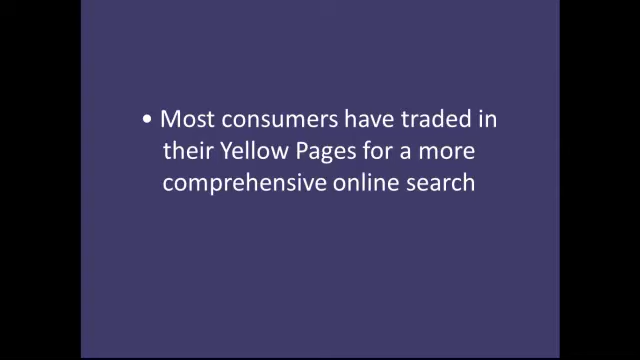 • Most consumers have traded in
their Yellow Pages for a more
comprehensive online search